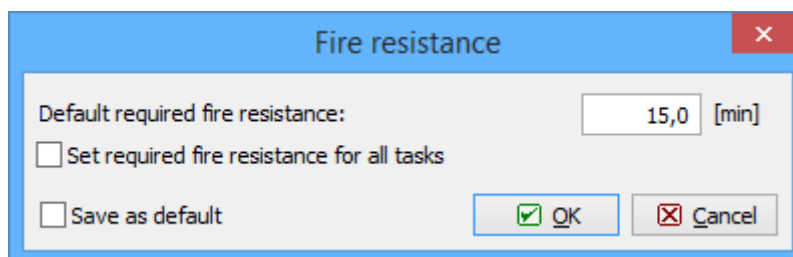 Fire resistance
Default required fire resistance: 15,0 [min]
Set required fire resistance for all tasks
Save as default OK Cancel